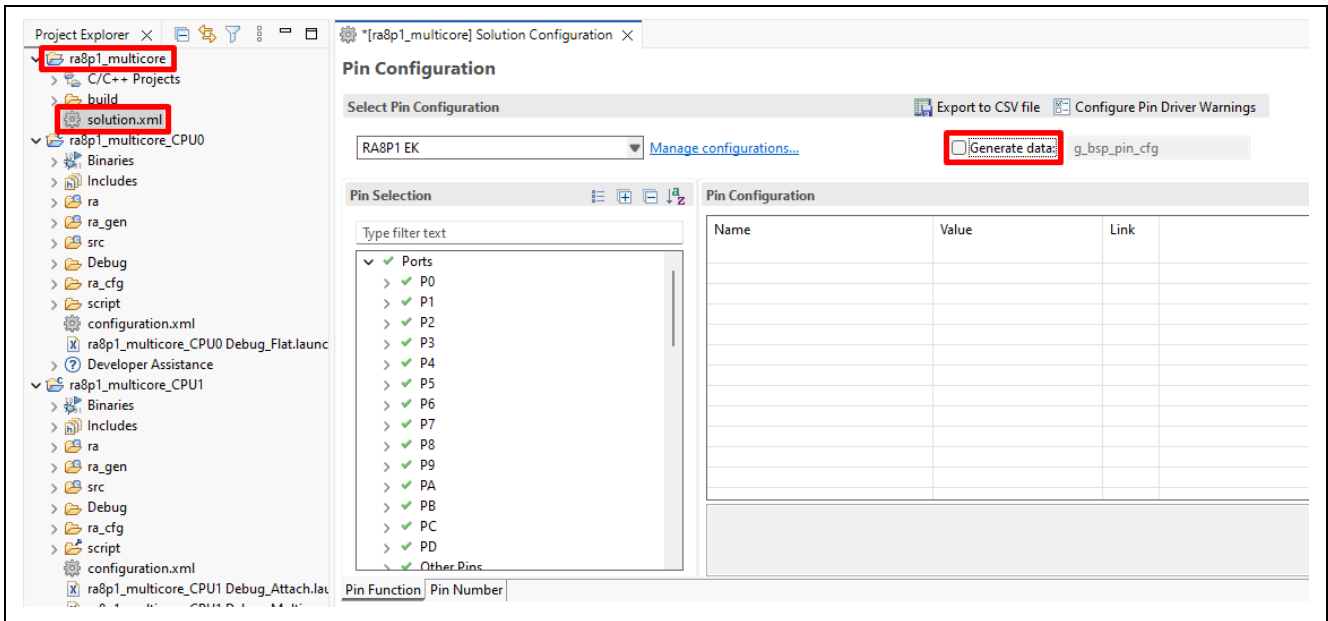 Project Explorer
ra8p1_multicore
C/C++ Projects
build
solution.xml
ra8p1_multicore_CPU0
Binaries
Includes
ra
ra_gen
src
Debug
ra_cfg
script
configuration.xml
ra8p1_multicore_CPU0 Debug_Flat.launc
Developer Assistance
ra8p1_multicore_CPU1
Binaries
Includes
ra
ra_gen
src
Debug
ra_cfg
script
configuration.xml
ra8p1_multicore_CPU1 Debug_Attach.lau
*[ra8p1_multicore] Solution Configuration
Pin Configuration
Select Pin Configuration
Export to CSV file
Configure Pin Driver Warnings
RA8P1 EK
Manage configurations...
Generate data:
g_bsp_pin_cfg
Pin Selection
Type filter text
Ports
P0
P1
P2
P3
P4
P5
P6
P7
P8
P9
PA
PB
PC
PD
Other Pins
Pin Configuration
Name Value Link
Pin Function Pin Number